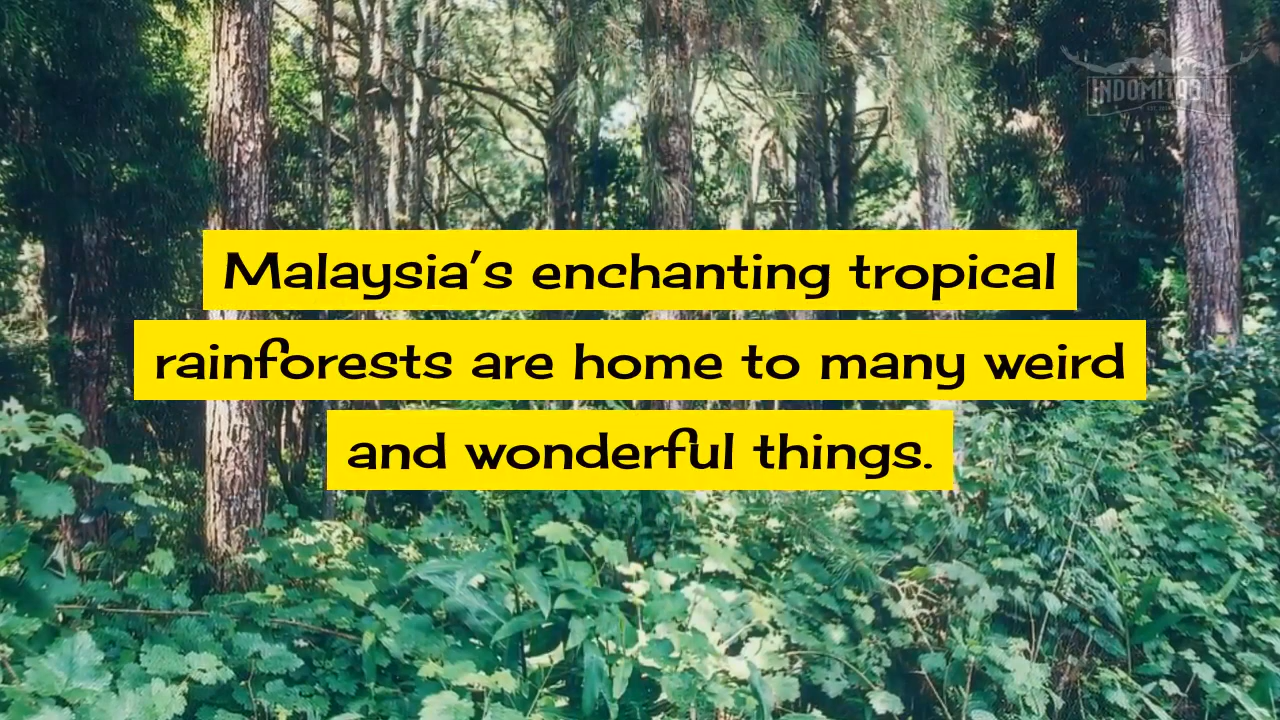 Malaysia's enchanting tropical
rainforests are home to many weird
and wonderful things.